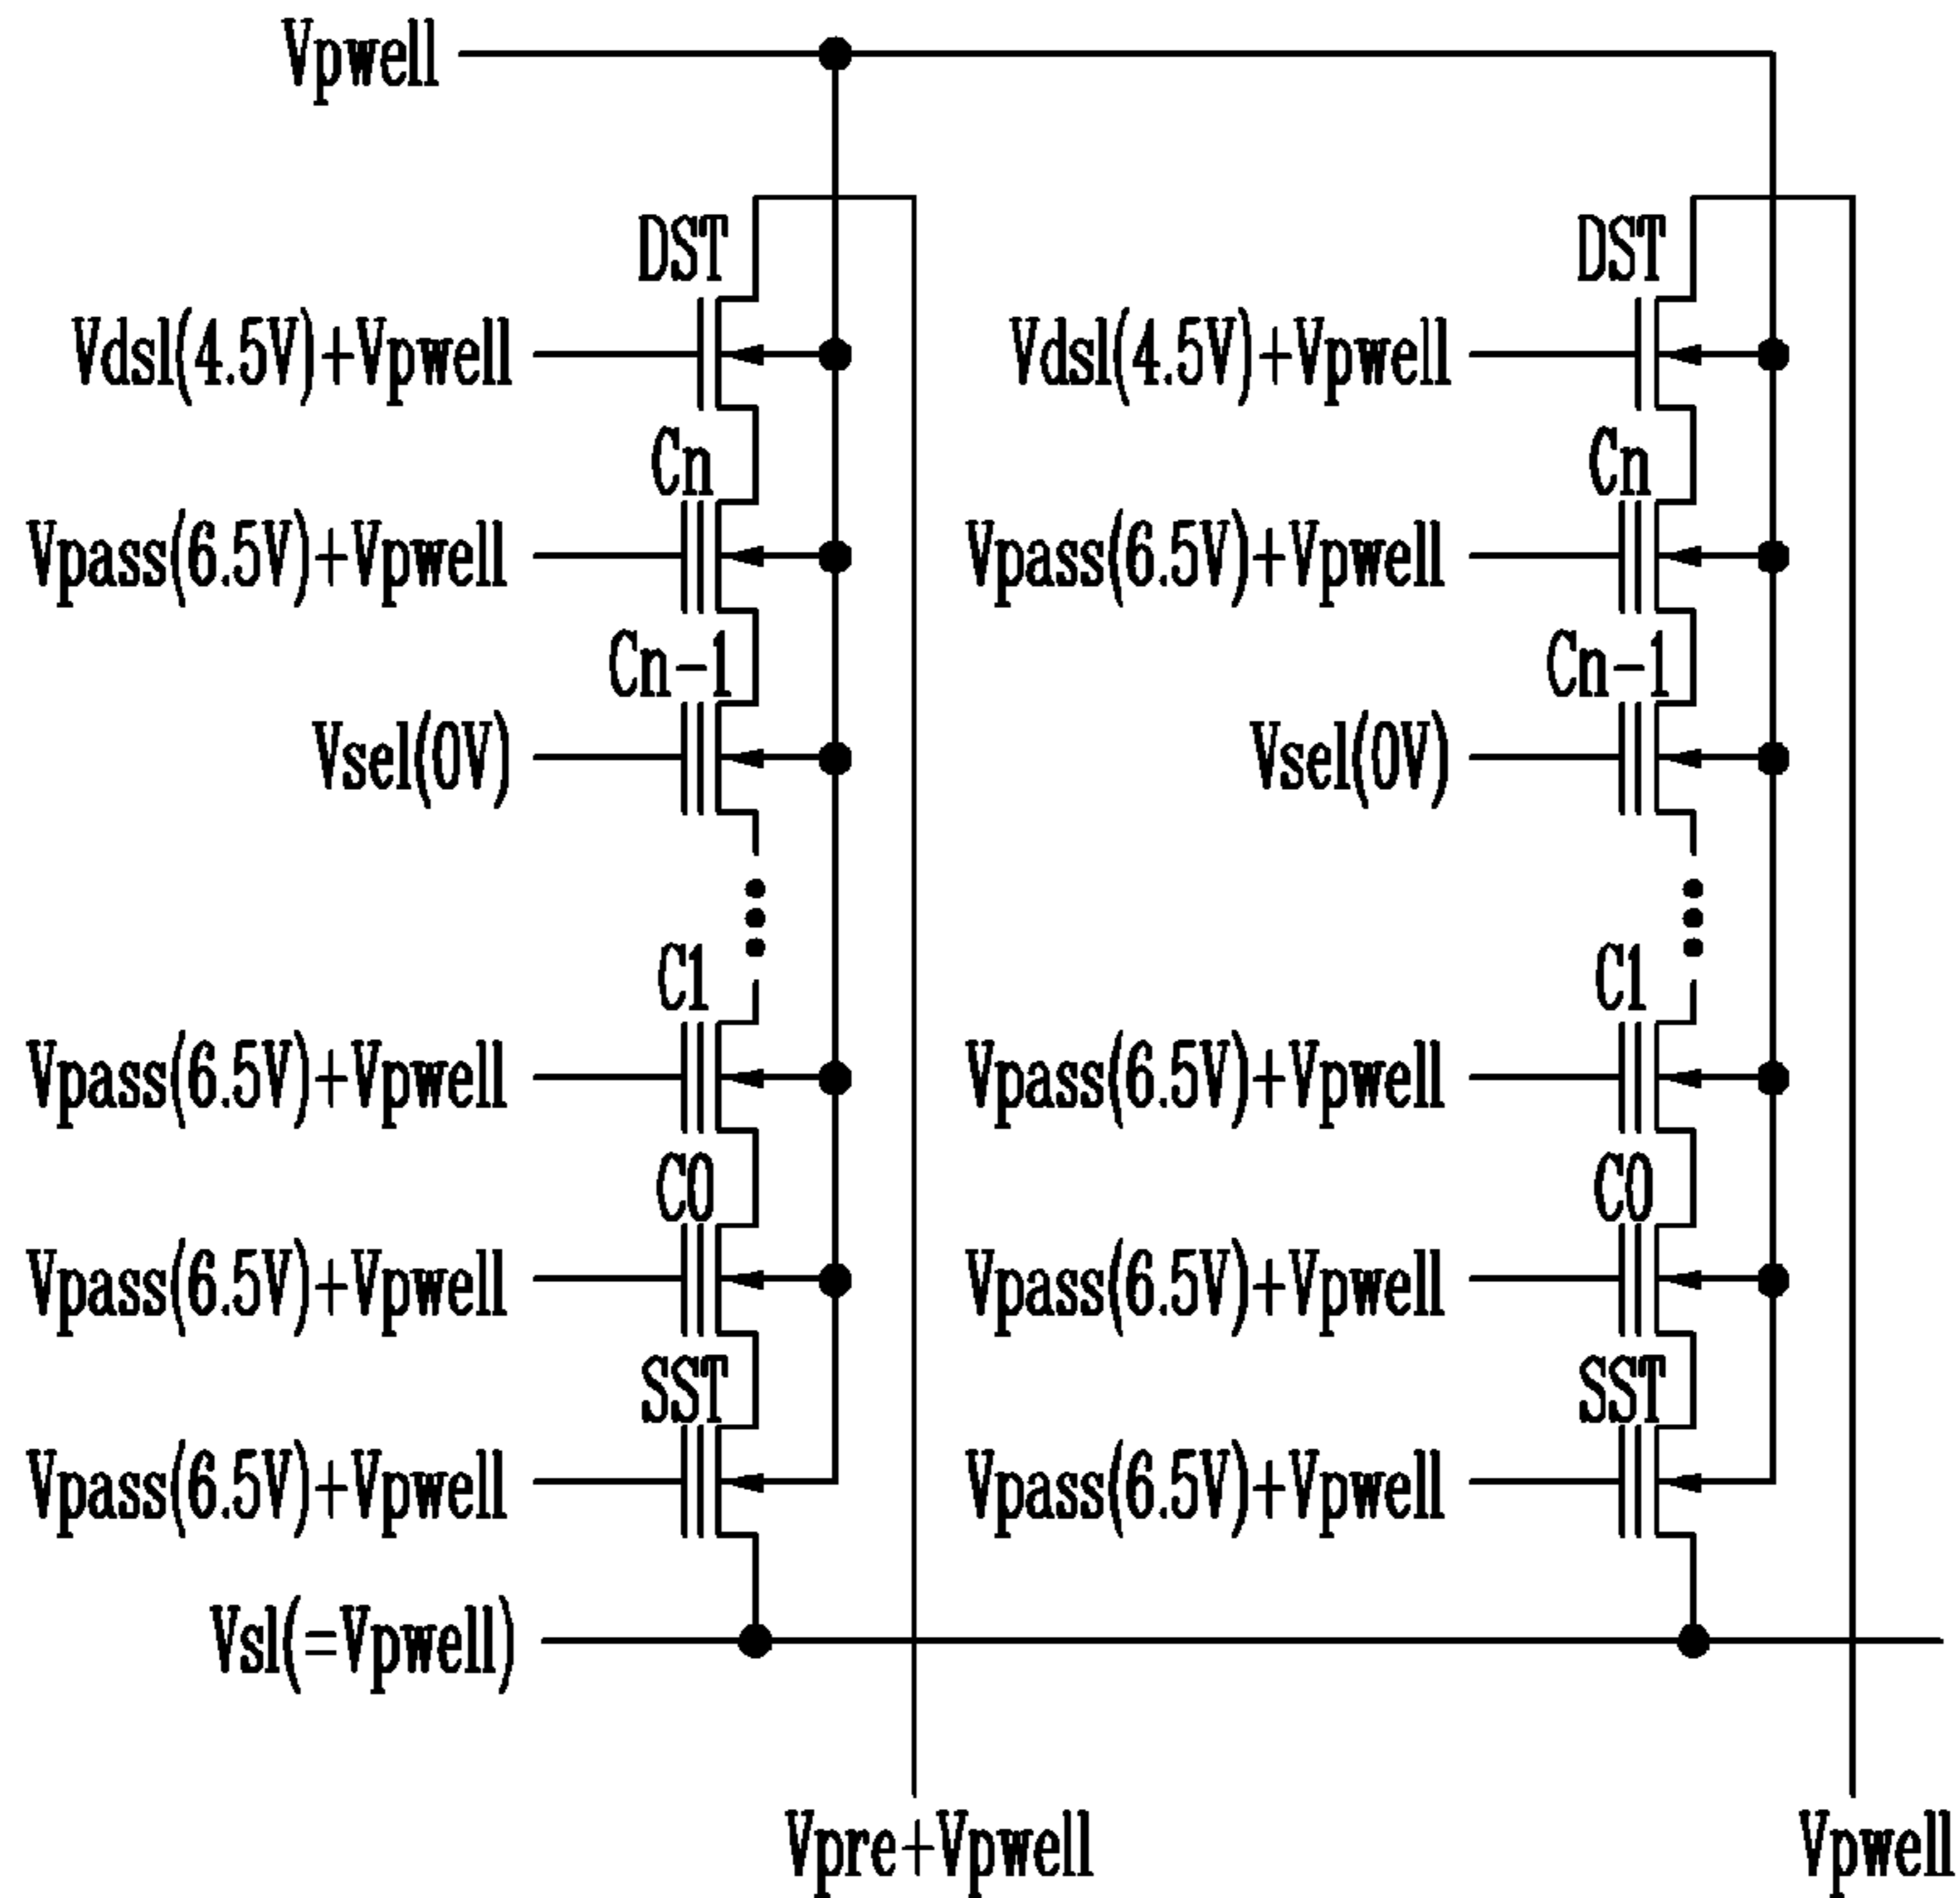 Vpwell
DST
DST
Vdsl(4.5V)+Vpwell
Vdsl(4.5V)+Vpwell
Cn
Cn
Vpass(6.5V)+Vpwell
Vpass(6.5V)+Vpwell
Cn-1
Cn-1
Vsel(0V)
Vsel(0V)
C1
C1
Vpass(6.5V)+Vpwell
Vpass(6.5V)+Vpwell
C0
C0
Vpass(6.5V)+Vpwell
Vpass(6.5V)+Vpwell
SST
SST
Vpass(6.5V)+Vpwell
Vpass(6.5V)+Vpwell
Vsl(=Vpwell)
Vpre+Vpwell
Vpwell